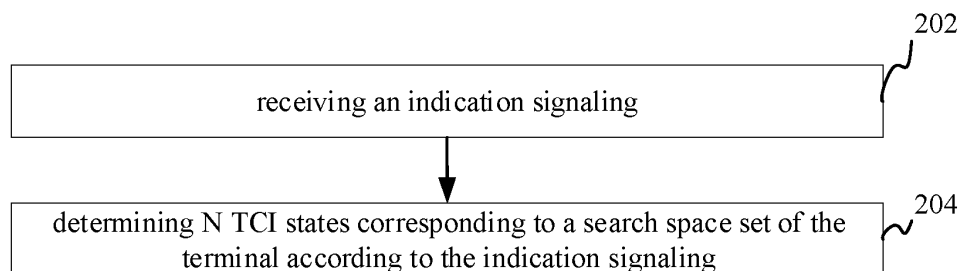 202
receiving an indication signaling
204
determining N TCI states corresponding to a search space set of the
terminal according to the indication signaling